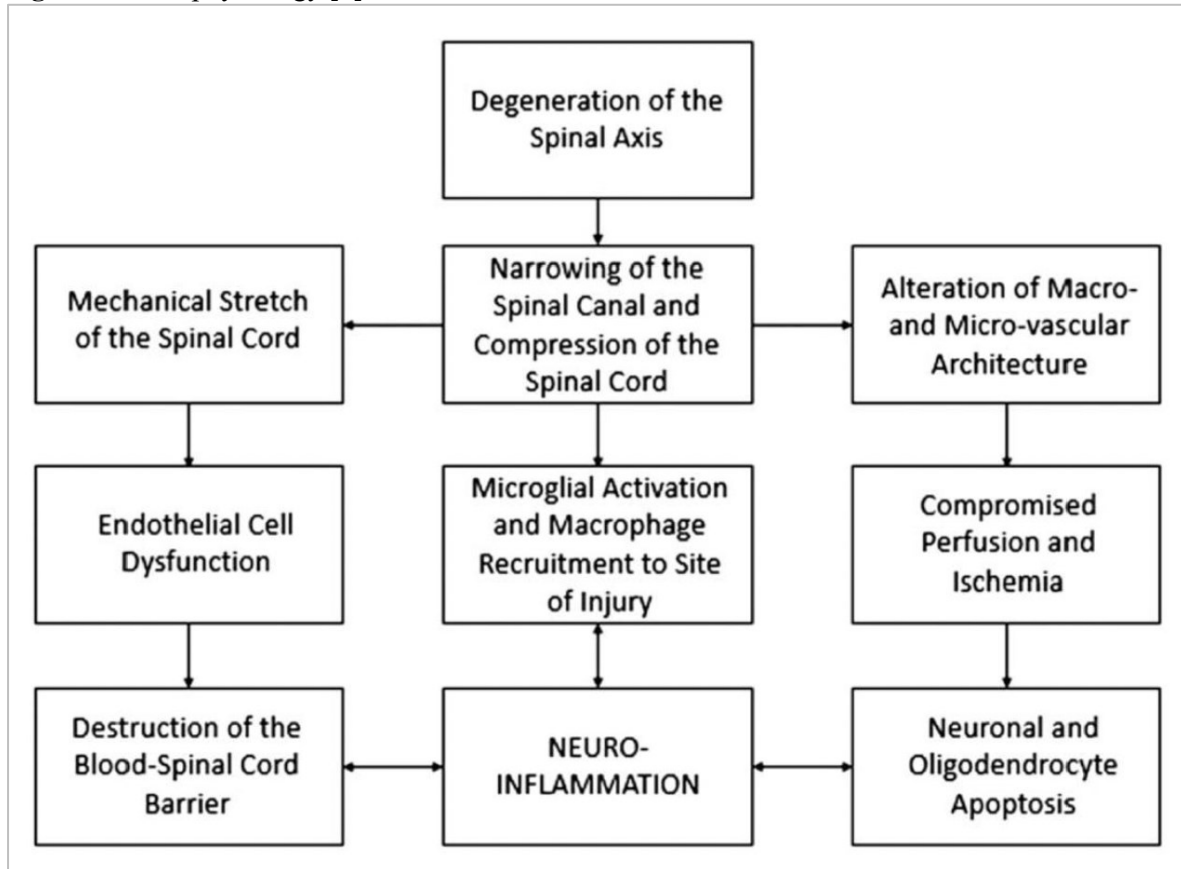 Degeneration of the
Spinal Axis
Mechanical Stretch
of the Spinal Cord
Narrowing of the
Spinal Canal and
Compression of the
Spinal Cord
Alteration of Macro-
and Micro-vascular
Architecture
Endothelial Cell
Dysfunction
Microglial Activation
and Macrophage
Recruitment to Site
of Injury
Compromised
Perfusion and
Ischemia
Destruction of the
Blood-Spinal Cord
Barrier
NEURO-
INFLAMMATION
Neuronal and
Oligodendrocyte
Apoptosis